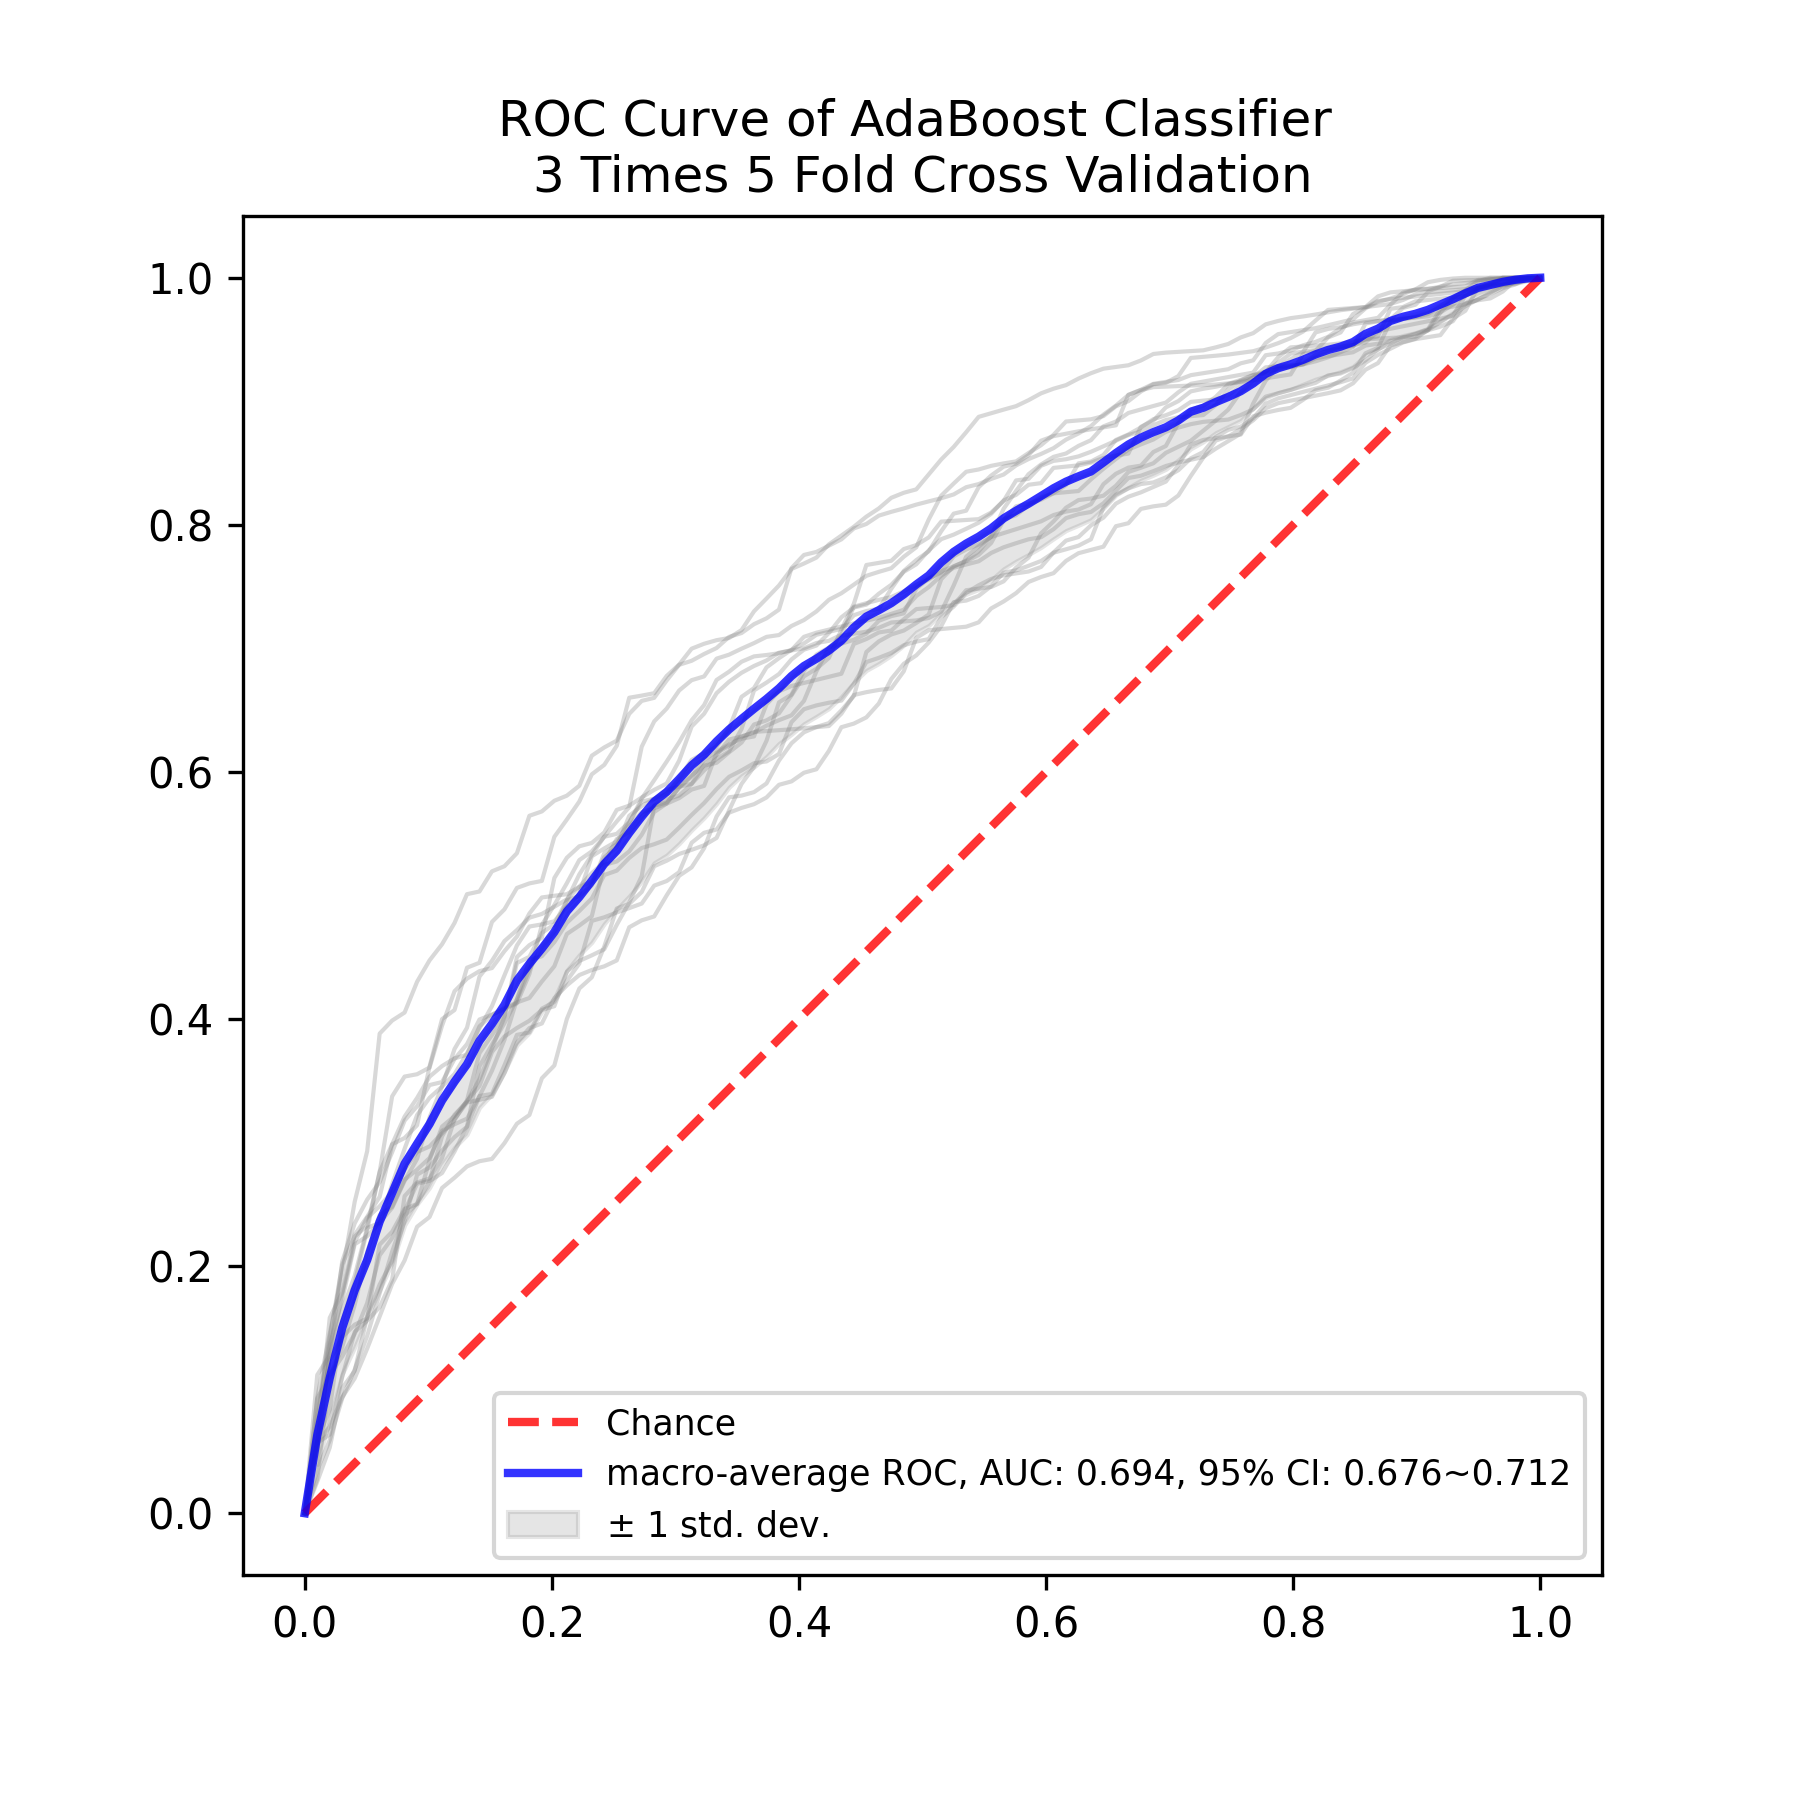 ROC Curve of AdaBoost Classifier
3 Times 5 Fold Cross Validation
1.0
0.8
0.6
0.4
0.2
0.0
Chance
macro-average ROC, AUC: 0.694, 95% CI: 0.676~0.712
± 1 std. dev.
0.0 0.2 0.4 0.6 0.8 1.0